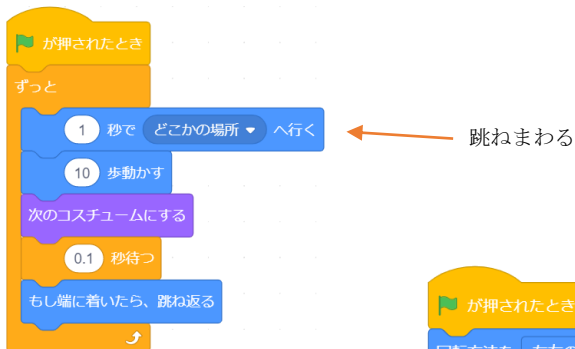 が押されたとき
ずっと
1 秒で どこかの場所 へ行く
跳ねまわる
10 歩動かす
次のコスチュームにする
0.1 秒待つ
もし端に着いたら、跳ね返る
が押されたとき